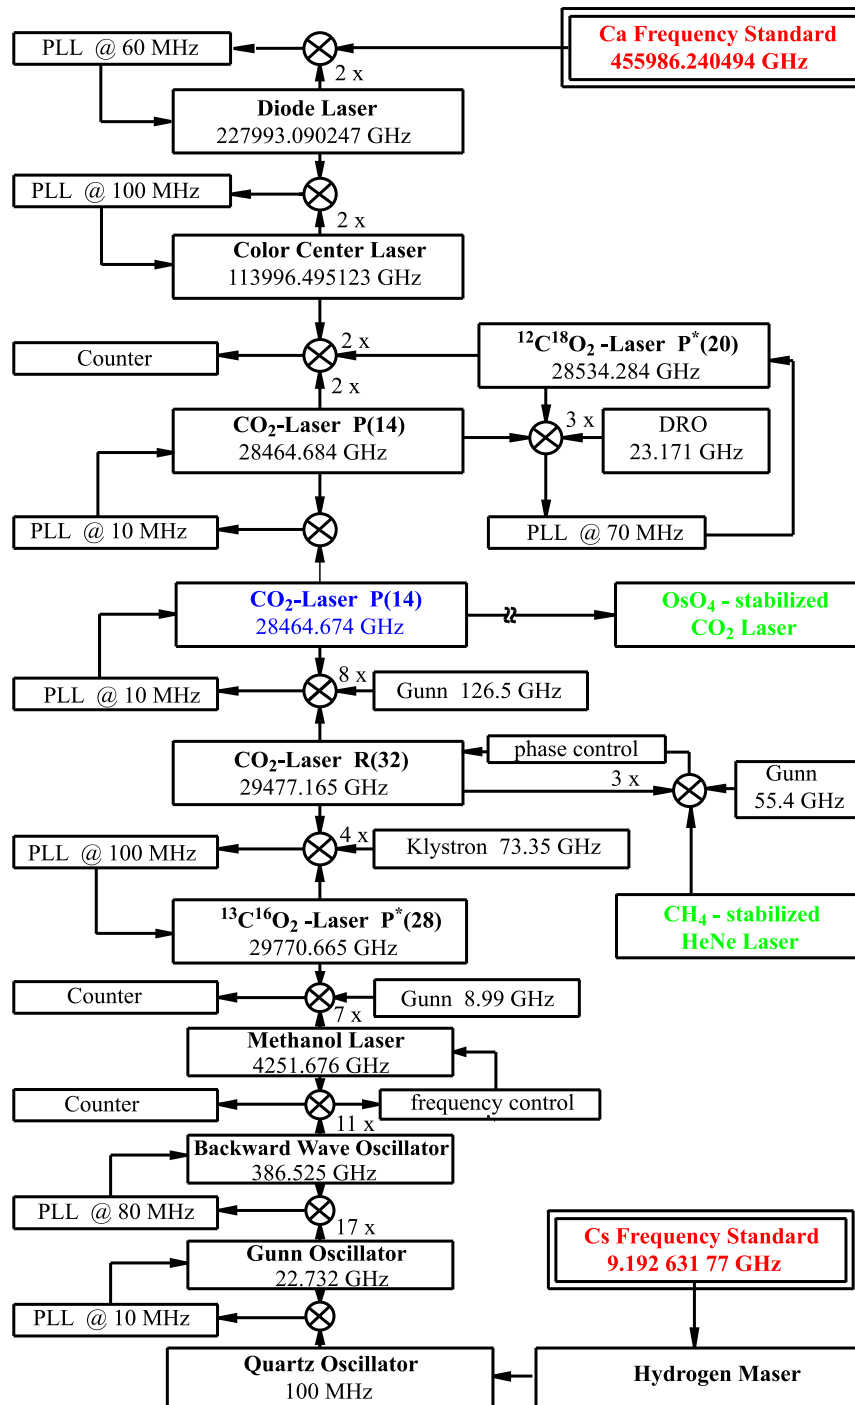 PLL @ 60 MHz
Ca Frequency Standard
455986.240494 GHz
2 x
Diode Laser
227993.090247 GHz
PLL @ 100 MHz
2 x
Color Center Laser
113996.495123 GHz
Counter
2 x
2 x
¹²C¹⁸O₂ -Laser P*(20)
28534.284 GHz
CO₂-Laser P(14)
28464.684 GHz
3 x
DRO
23.171 GHz
PLL @ 10 MHz
PLL @ 70 MHz
CO₂-Laser P(14)
28464.674 GHz
OsO₄ - stabilized
CO₂ Laser
PLL @ 10 MHz
8 x
Gunn 126.5 GHz
CO₂-Laser R(32)
29477.165 GHz
phase control
3 x
Gunn
55.4 GHz
PLL @ 100 MHz
4 x
Klystron 73.35 GHz
¹³C¹⁶O₂ -Laser P*(28)
29770.665 GHz
CH₄ - stabilized
HeNe Laser
Counter
Gunn 8.99 GHz
7 x
Methanol Laser
4251.676 GHz
Counter
frequency control
11 x
Backward Wave Oscillator
386.525 GHz
PLL @ 80 MHz
17 x
Gunn Oscillator
22.732 GHz
Cs Frequency Standard
9.192 631 77 GHz
PLL @ 10 MHz
Quartz Oscillator
100 MHz
Hydrogen Maser